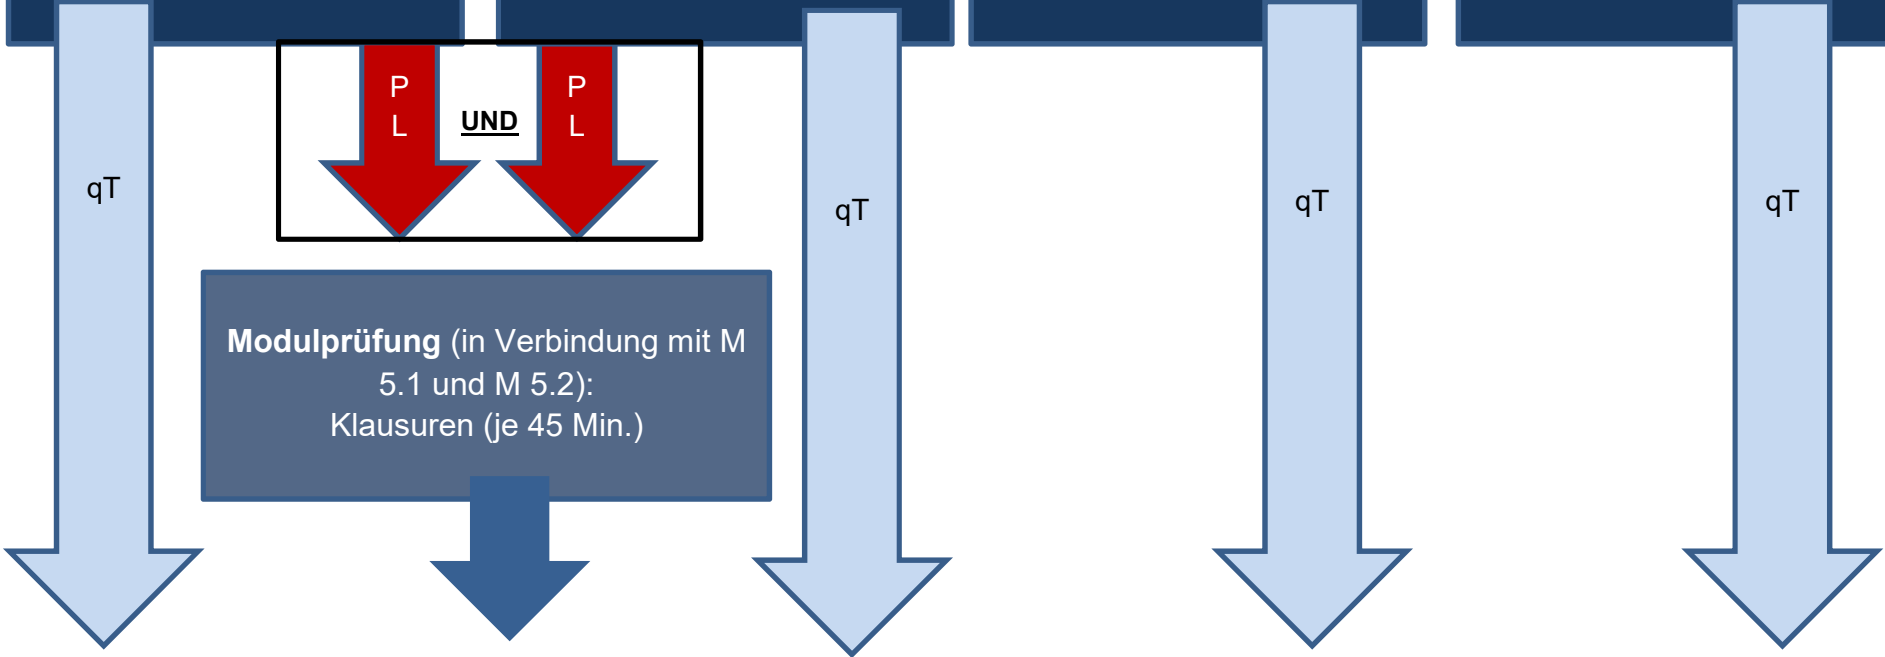 P
L
UND
P
L
qT
qT
qT
qT
Modulprüfung (in Verbindung mit M
5.1 und M 5.2):
Klausuren (je 45 Min.)